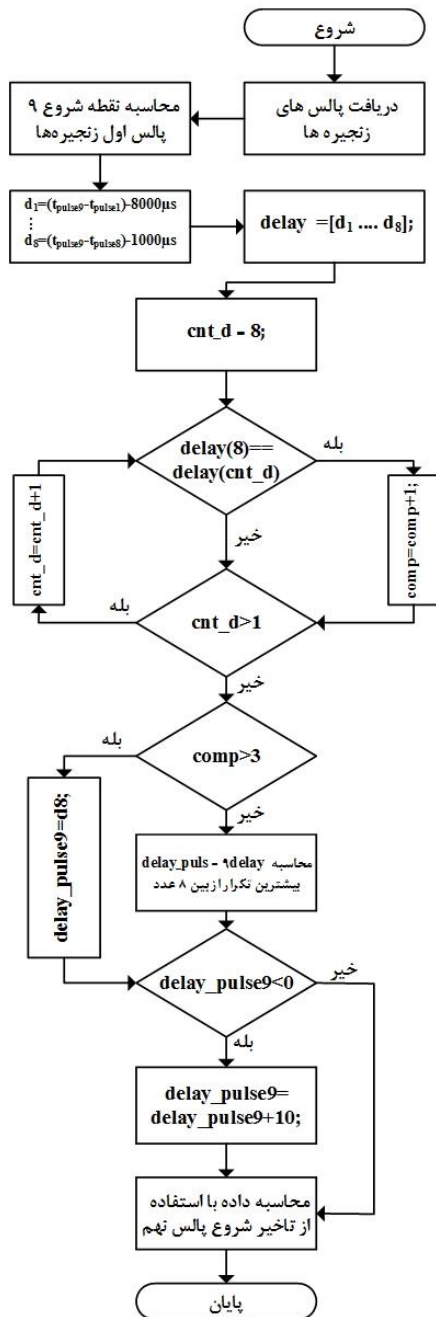 شروع
دریافت پالس های
زنجیره ها
محاسبه نقطه شروع ۹
پالس اول زنجیره‌ها
d1=(tpulse9-tpulse1)-8000µs
⋮
d8=(tpulse9-tpulse8)-1000µs
delay =[d1 .... d8];
cnt_d = 8;
delay(8)==
delay(cnt_d)
بله
خیر
cnt_d=cnt_d+1
comp=comp+1;
cnt_d>1
بله
خیر
comp>3
بله
خیر
delay_pulse9=d8;
محاسبه delay_puls = ۹delay
بیشترین تکرار از بین ۸ عدد
delay_pulse9<0
خیر
بله
delay_pulse9=
delay_pulse9+10;
محاسبه داده با استفاده
از تاخیر شروع پالس نهم
پایان